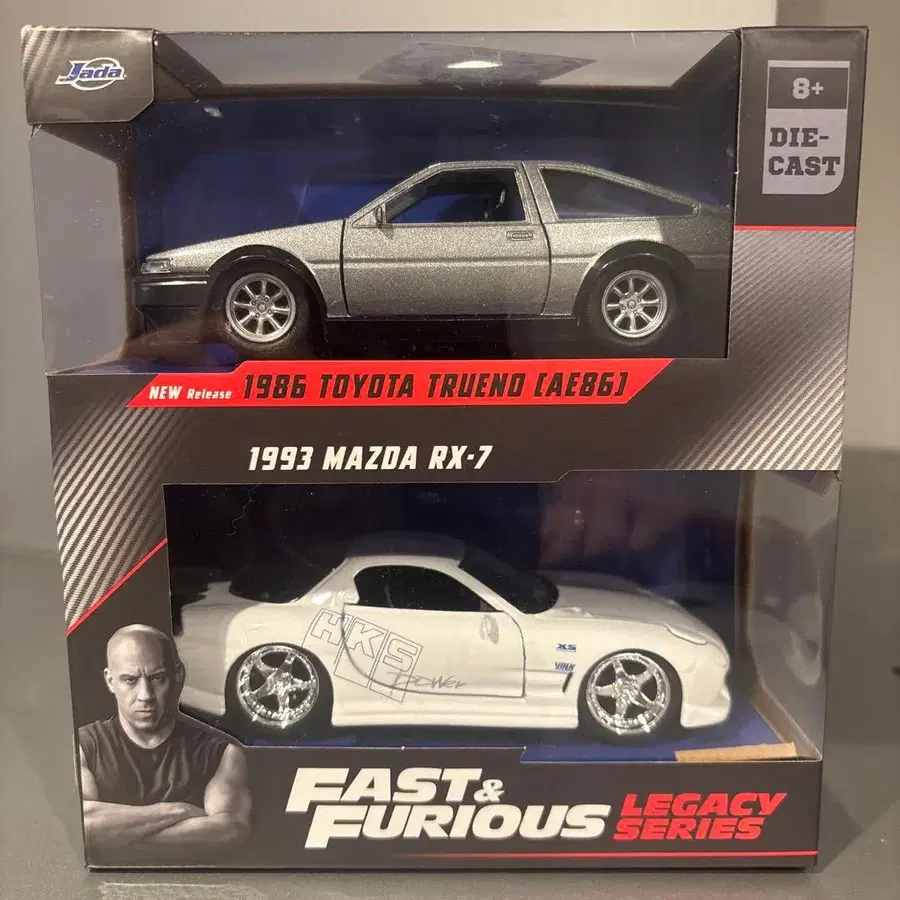 Jada
8+
DIE-
CAST
NEW Release 1986 TOYOTA TRUENO (AE86)
1993 MAZDA RX-7
HKS
Power
FAST &
FURIOUS
LEGACY
SERIES